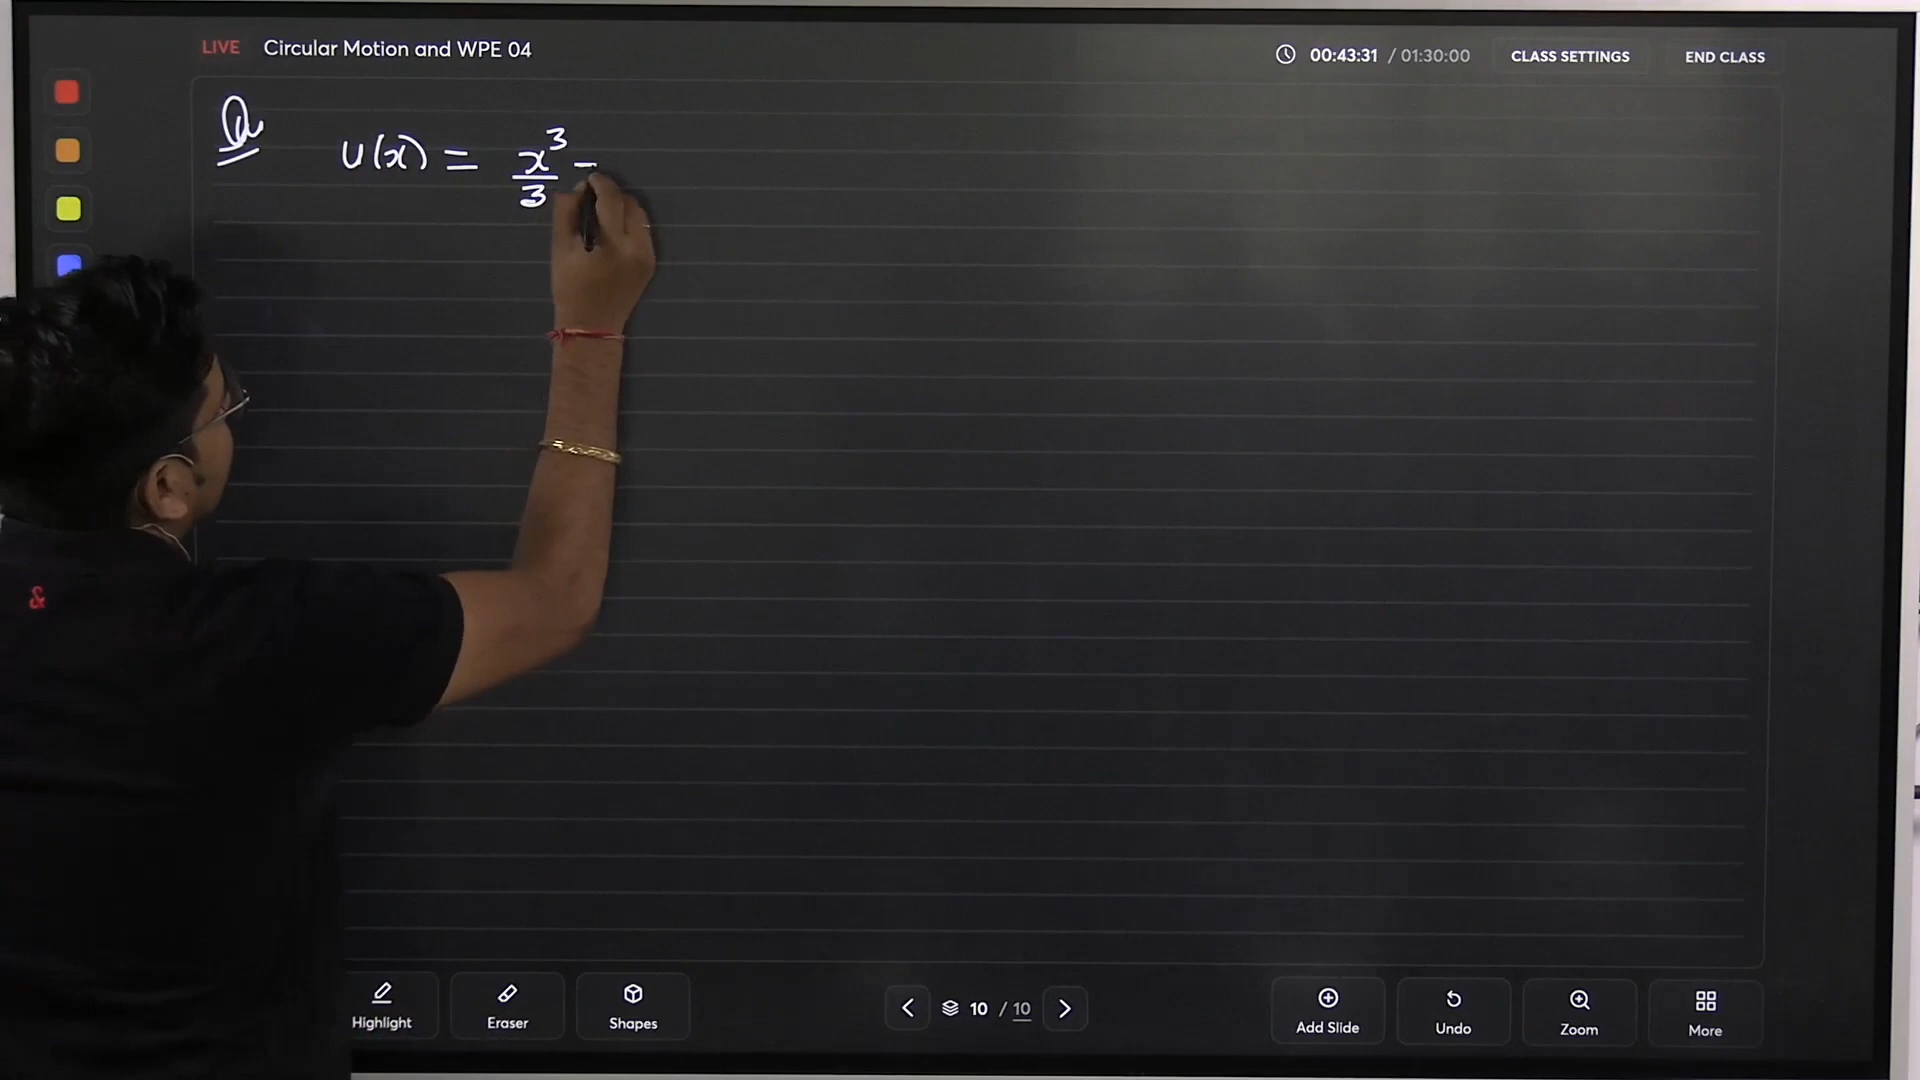 LIVE Circular Motion and WPE 04 00:43:31 / 01:30:00 CLASS SETTINGS END CLASS
Q U(x) = x³/3 –
&
Highlight Eraser Shapes 10 / 10 Add Slide Undo Zoom More